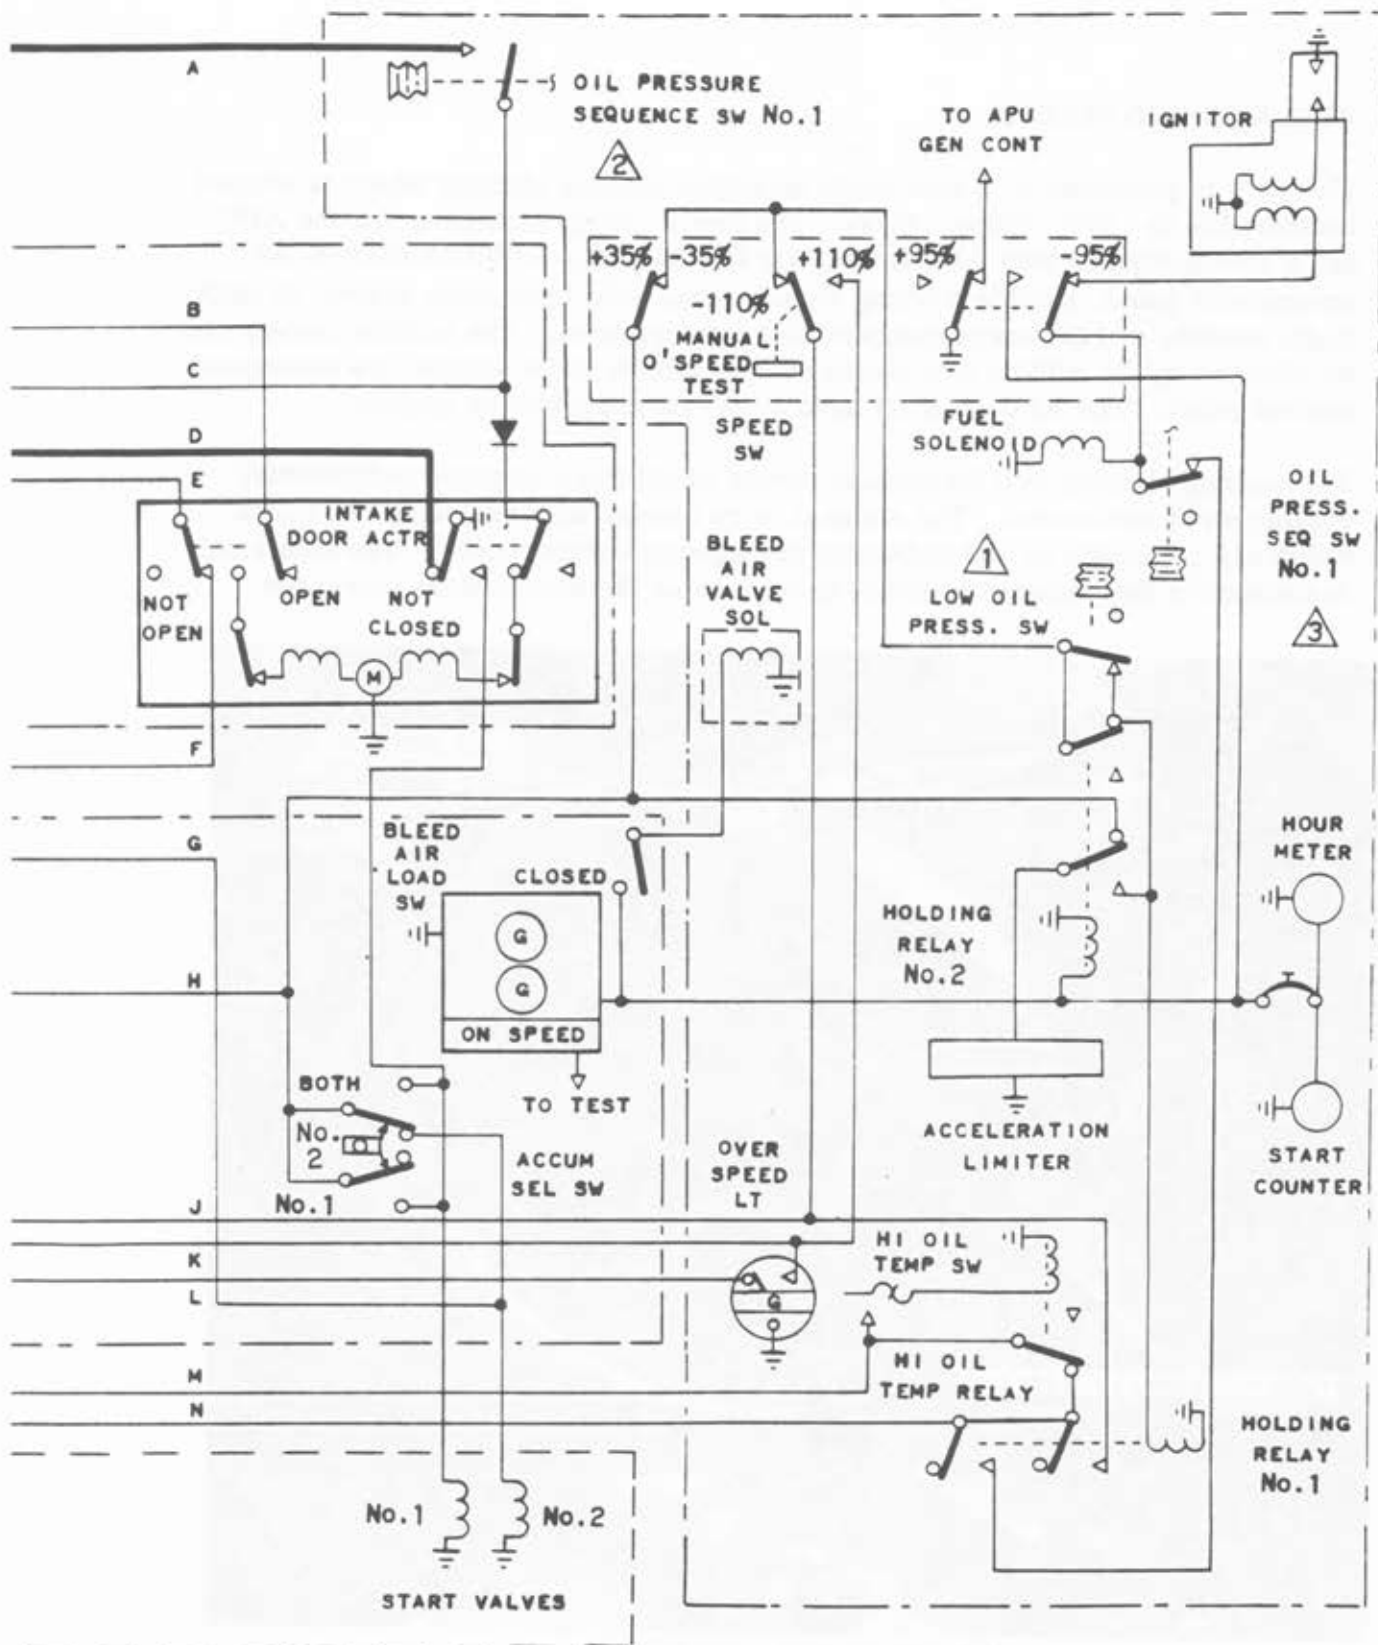 A
OIL PRESSURE
SEQUENCE SW No.1
2
TO APU
GEN CONT
IGNITOR
+35% -35% +110% +95% -95%
-110%
MANUAL
O'SPEED
TEST
SPEED
SW
B
C
D
E
INTAKE
DOOR ACTR
NOT
OPEN
OPEN
NOT
CLOSED
M
FUEL
SOLENOID
OIL
PRESS.
SEQ SW
No.1
3
BLEED
AIR
VALVE
SOL
1
LOW OIL
PRESS. SW
F
G
BLEED
AIR
LOAD
SW
CLOSED
G
G
ON SPEED
TO TEST
HOUR
METER
HOLDING
RELAY
No.2
H
BOTH
No.
2
No.1
ACCUM
SEL SW
ACCELERATION
LIMITER
START
COUNTER
OVER
SPEED
LT
J
K
L
G
HI OIL
TEMP SW
HI OIL
TEMP RELAY
M
N
HOLDING
RELAY
No.1
No.1
No.2
START VALVES